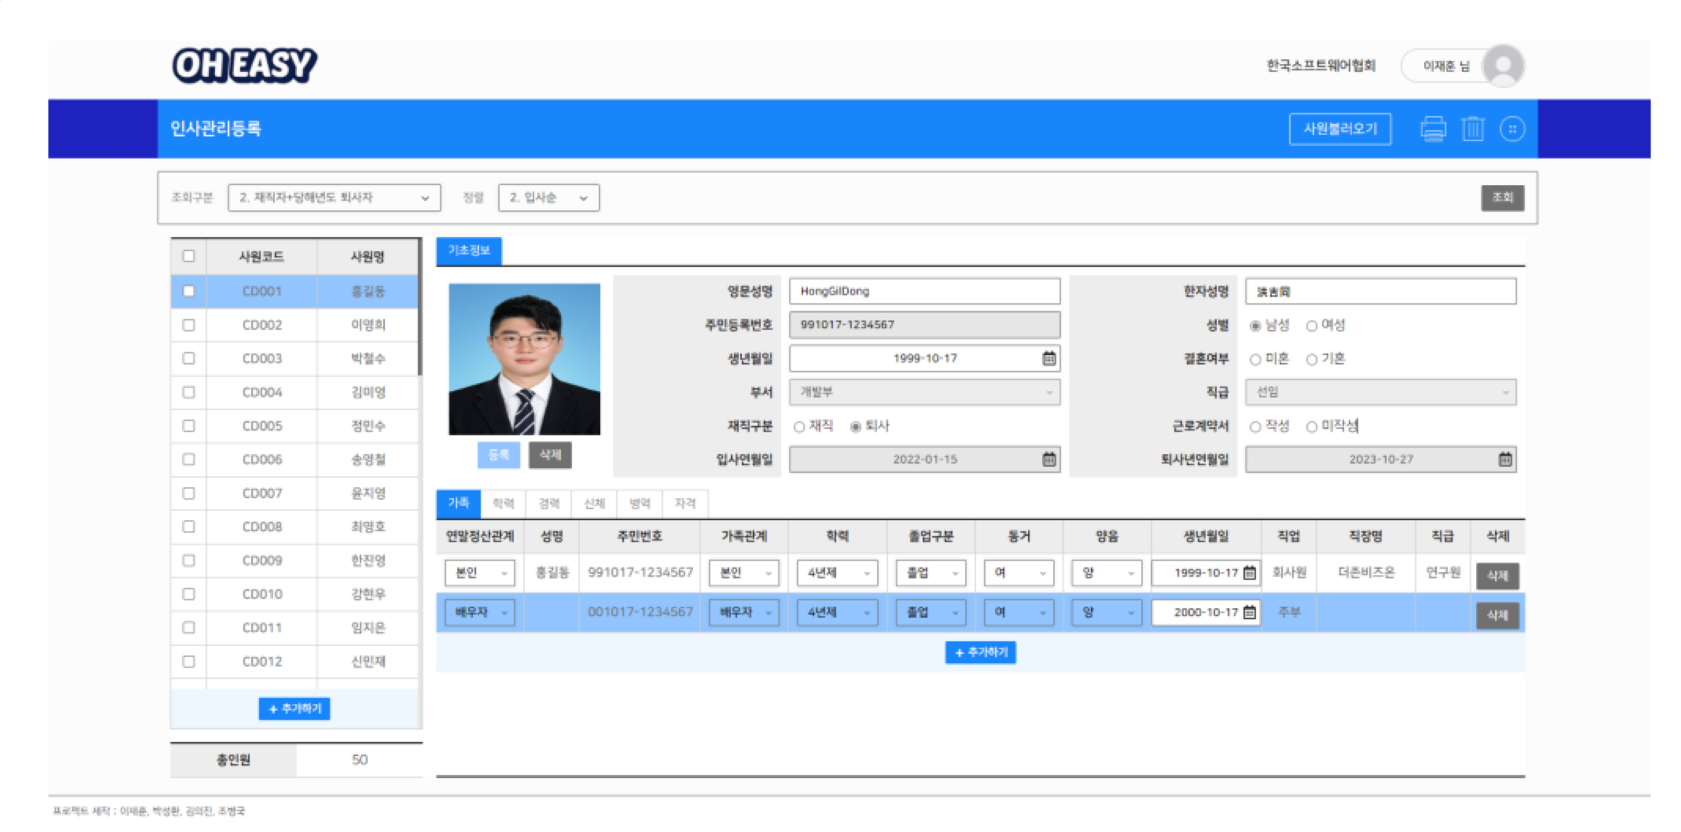 OH EASY
한국소프트웨어협회 이재훈 님
인사관리등록 사원불러오기
조회구분 2. 재직자+당해년도 퇴사자 정렬 2. 입사순 조회
사원코드 사원명
CD001 홍길동
CD002 이영희
CD003 박철수
CD004 김미영
CD005 정민수
CD006 송영철
CD007 윤지영
CD008 최영호
CD009 한진영
CD010 강현우
CD011 임지은
CD012 신민재
+ 추가하기
총인원 50
기초정보
영문성명 HongGilDong 한자성명 洪吉同
주민등록번호 991017-1234567 성별 남성 여성
생년월일 1999-10-17 결혼여부 미혼 기혼
부서 개발부 직급 선임
재직구분 재직 퇴사 근로계약서 작성 미작성
등록 삭제 입사연월일 2022-01-15 퇴사년연월일 2023-10-27
가족 학력 경력 신체 병역 자격
연말정산관계 성명 주민번호 가족관계 학력 졸업구분 동거 양음 생년월일 직업 직장명 직급 삭제
본인 홍길동 991017-1234567 본인 4년제 졸업 여 양 1999-10-17 회사원 더존비즈온 연구원 삭제
배우자 001017-1234567 배우자 4년제 졸업 여 양 2000-10-17 주부 삭제
+ 추가하기
프로젝트 제작 : 이재훈, 박성환, 김의진, 조병국